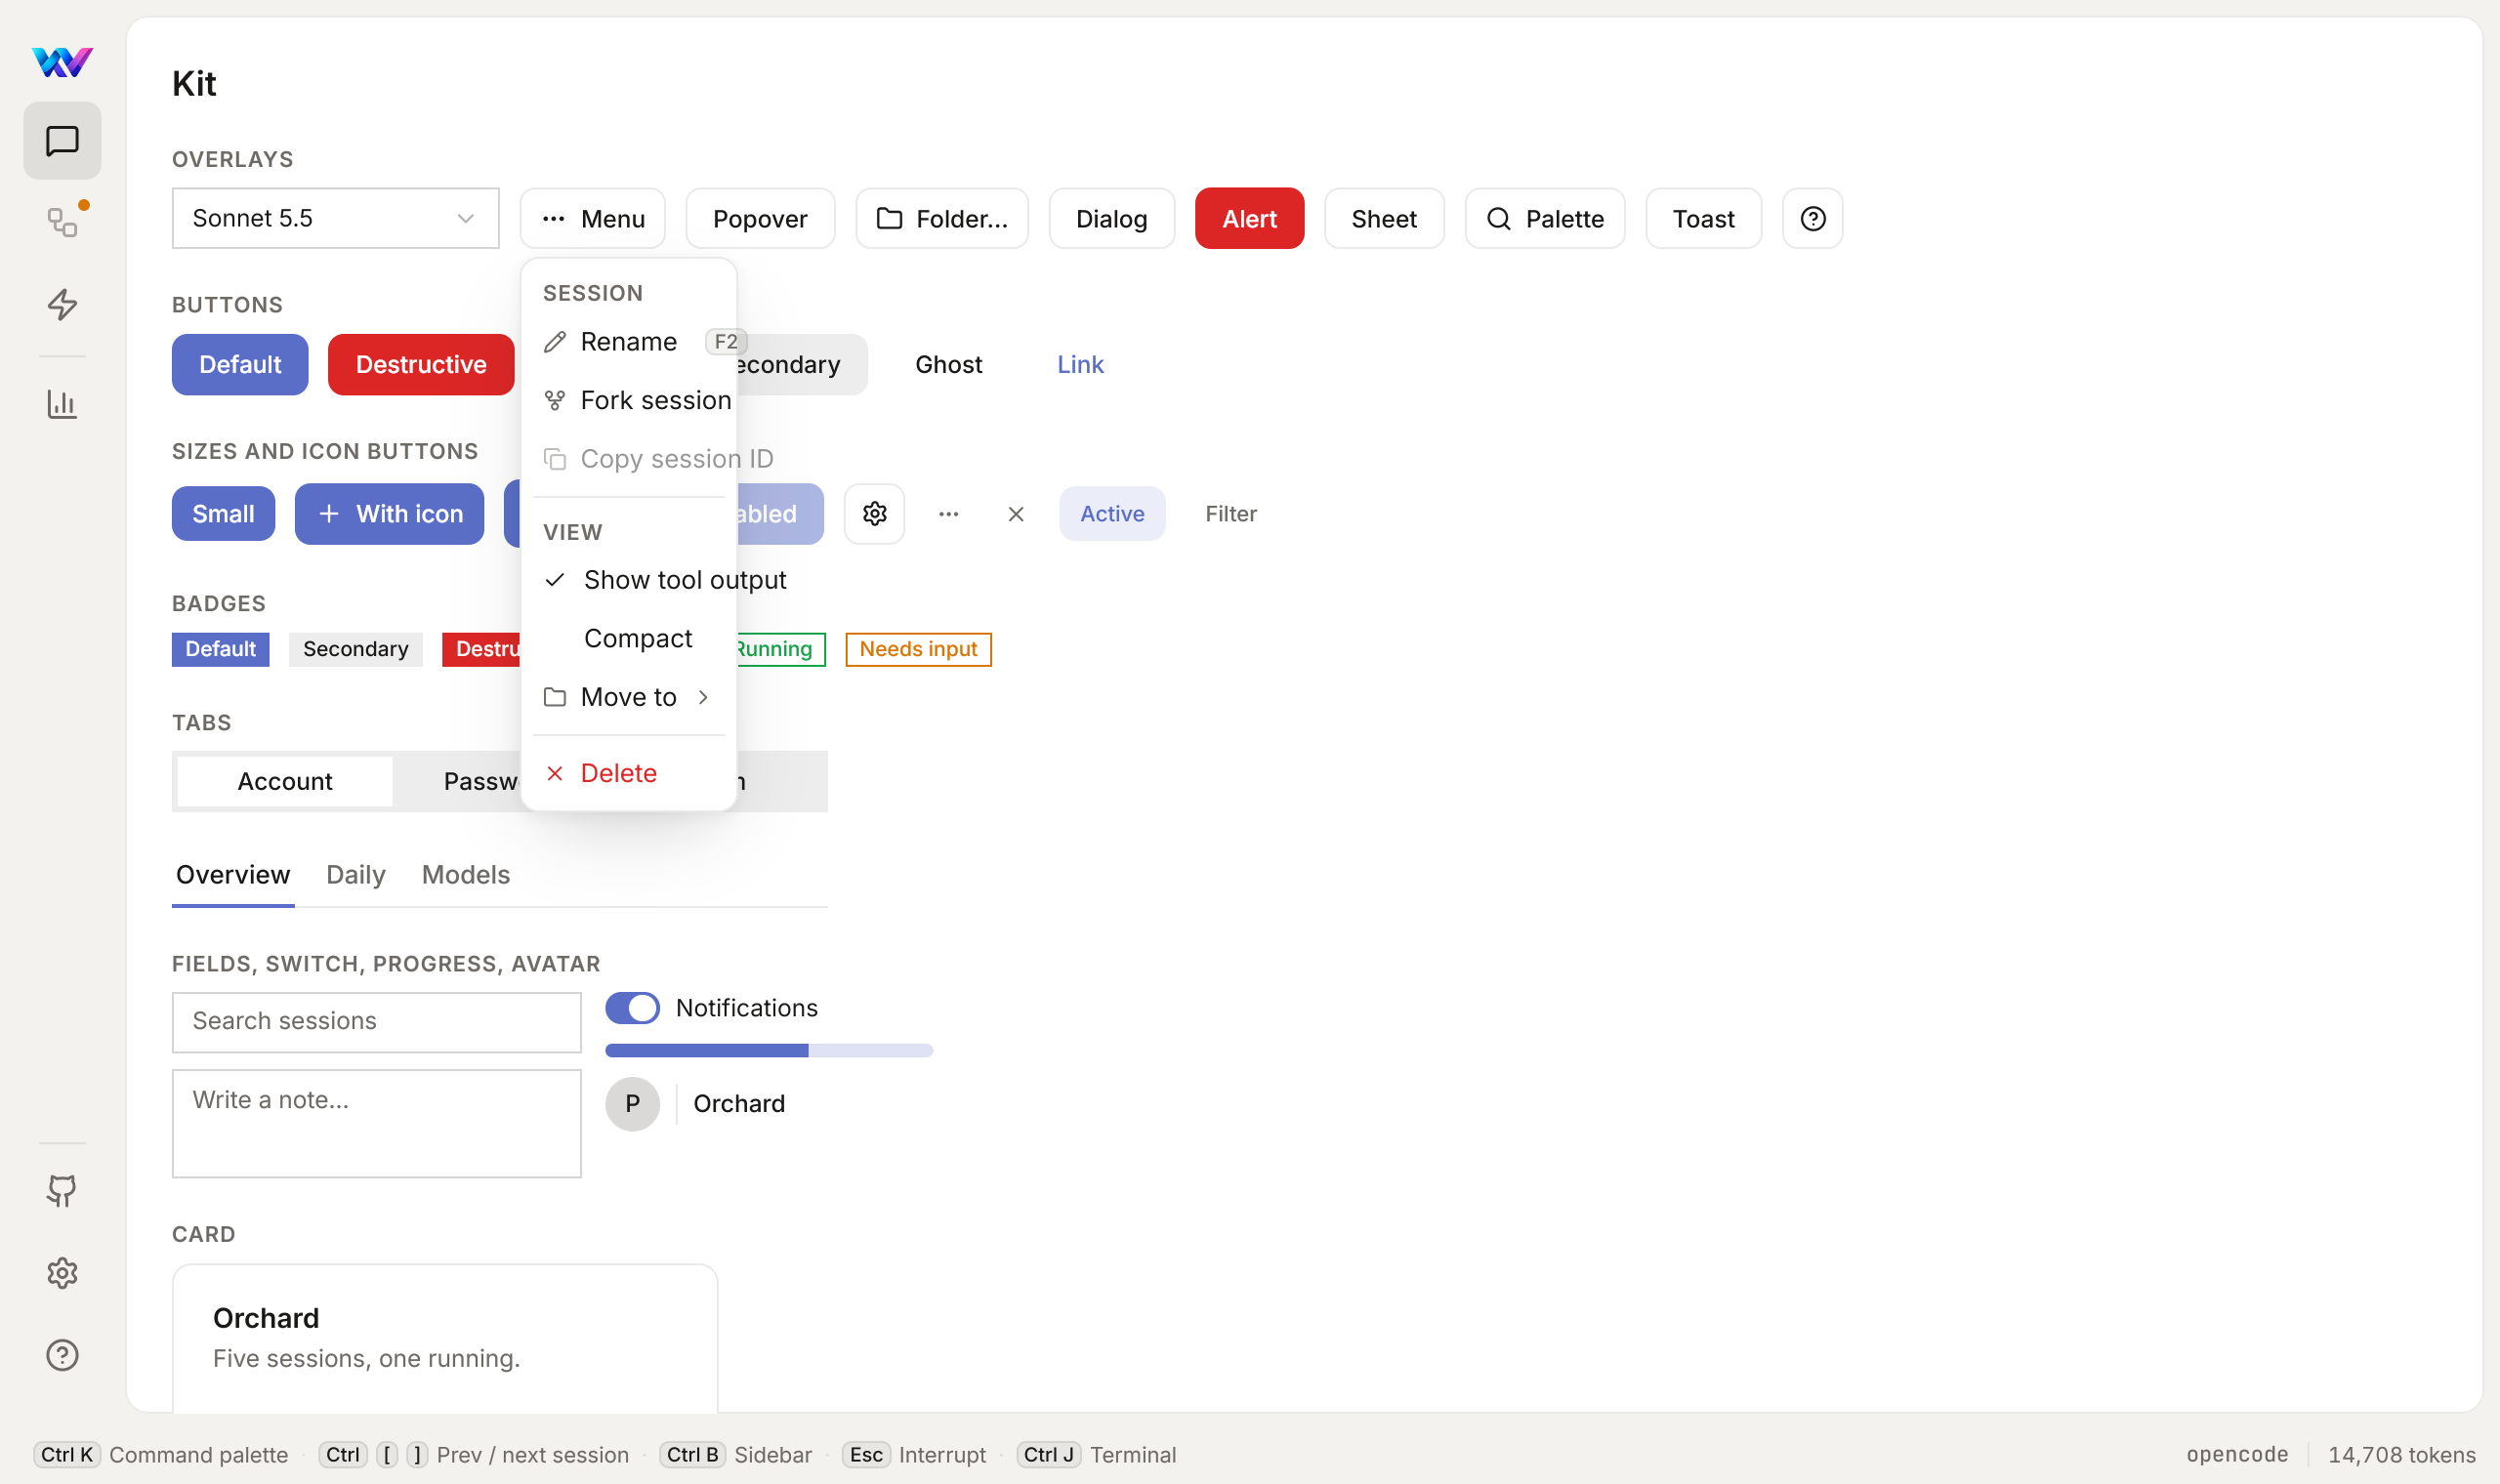 Kit
OVERLAYS
Sonnet 5.5
Menu
Popover
Folder...
Dialog
Alert
Sheet
Palette
Toast
SESSION
Rename F2
Fork session
Copy session ID
VIEW
Show tool output
Compact
Move to
Delete
BUTTONS
Default
Destructive
econdary
Ghost
Link
SIZES AND ICON BUTTONS
Small
With icon
abled
Active
Filter
BADGES
Default
Secondary
Destru
Running
Needs input
TABS
Account
Passw
Overview
Daily
Models
FIELDS, SWITCH, PROGRESS, AVATAR
Search sessions
Notifications
Write a note...
P
Orchard
CARD
Orchard
Five sessions, one running.
Ctrl K Command palette · Ctrl [ ] Prev / next session · Ctrl B Sidebar · Esc Interrupt · Ctrl J Terminal
opencode
14,708 tokens